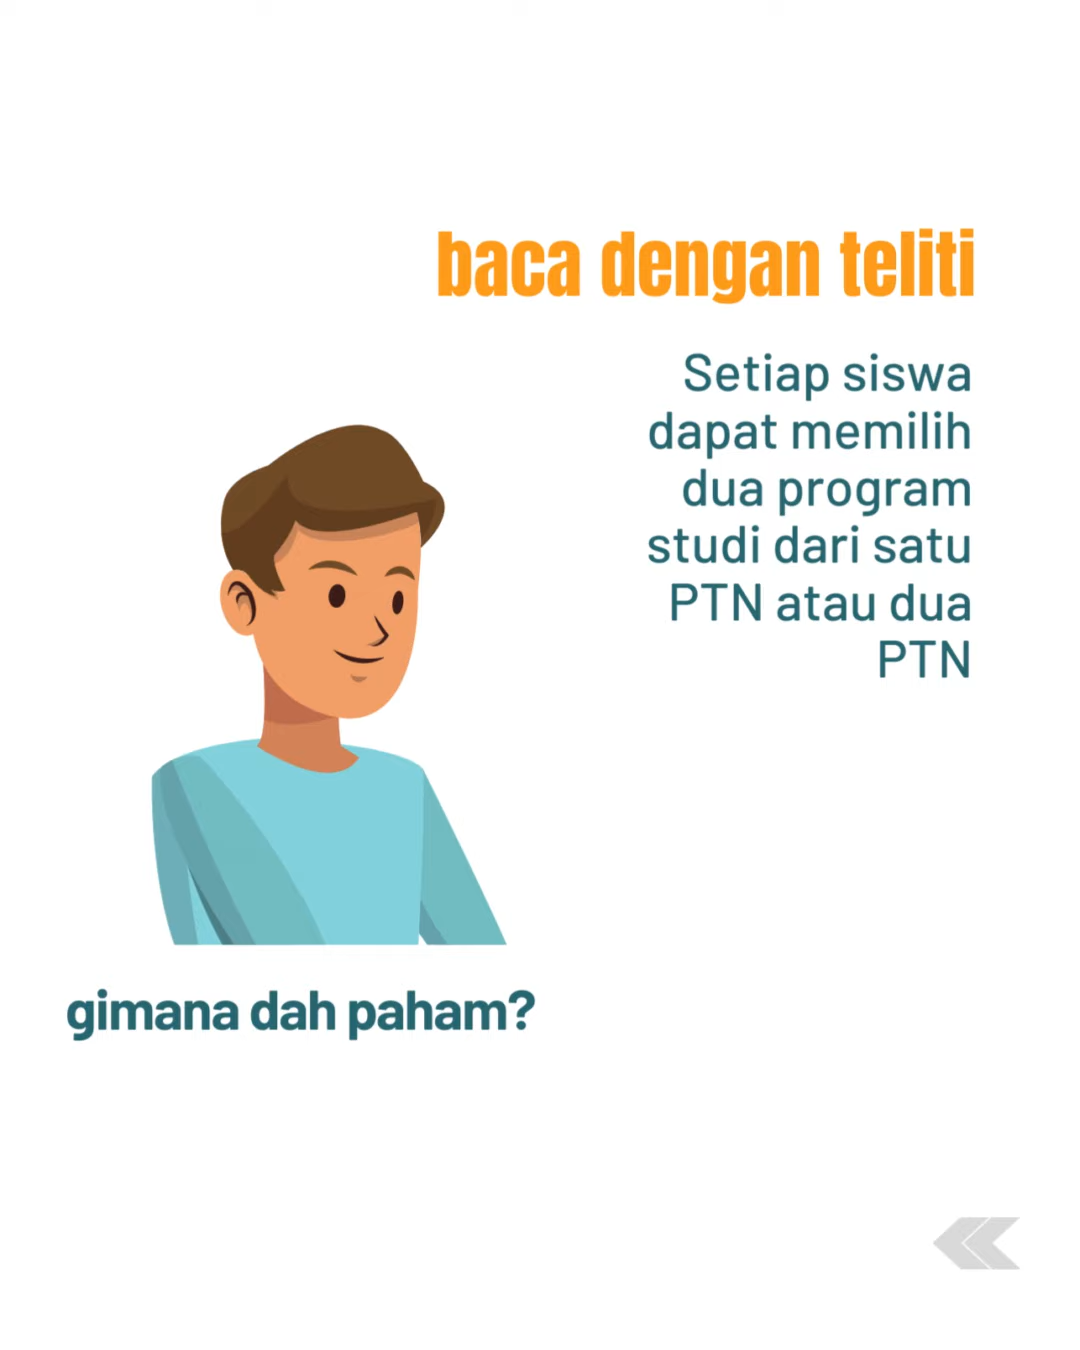 baca dengan teliti
Setiap siswa
dapat memilih
dua program
studi dari satu
PTN atau dua
PTN
gimana dah paham?